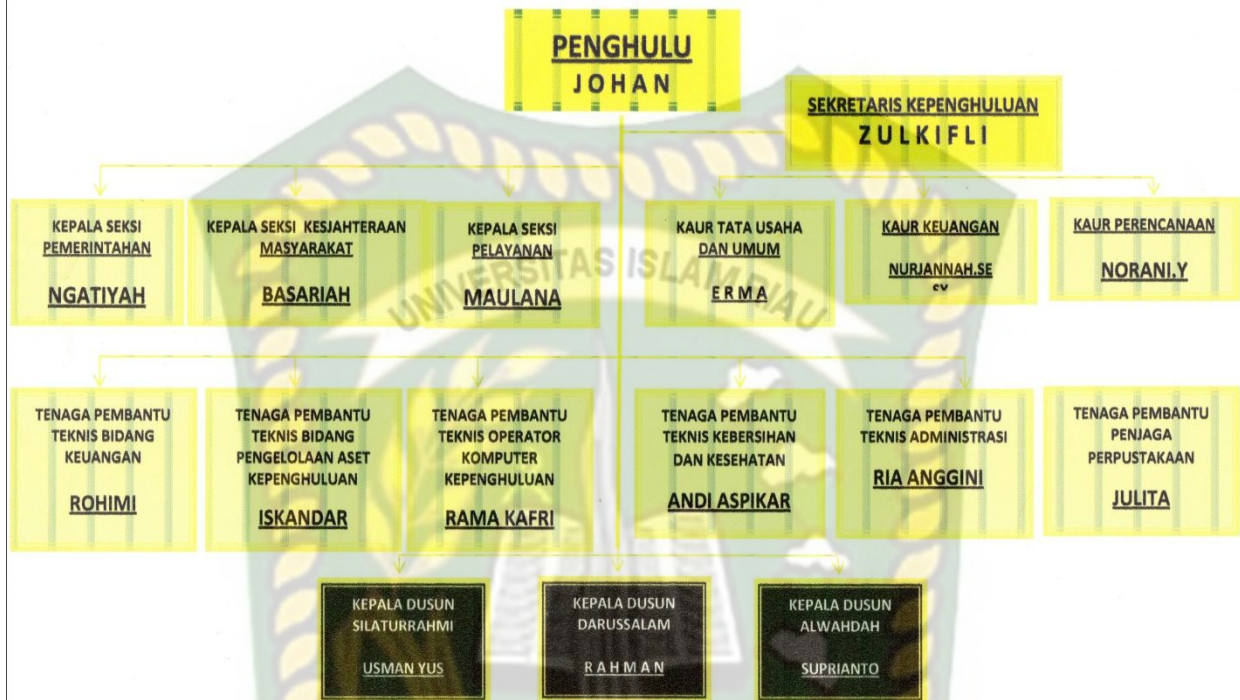 PENGHULU
JOHAN
SEKRETARIS KEPENGHULUAN
ZULKIFLI
KEPALA SEKSI
PEMERINTAHAN
NGATIYAH
KEPALA SEKSI KESJAHTERAAN
MASYARAKAT
BASARIAH
KEPALA SEKSI
PELAYANAN
MAULANA
KAUR TATA USAHA
DAN UMUM
ERMA
KAUR KEUANGAN
NURJANNAH.SE
KAUR PERENCANAAN
NORANI.Y
UNIVERSITAS ISLAM RIAU
TENAGA PEMBANTU
TEKNIS BIDANG
KEUANGAN
ROHIMI
TENAGA PEMBANTU
TEKNIS BIDANG
PENGELOLAAN ASET
KEPENGHULUAN
ISKANDAR
TENAGA PEMBANTU
TEKNIS OPERATOR
KOMPUTER
KEPENGHULUAN
RAMA KAFRI
TENAGA PEMBANTU
TEKNIS KEBERSIHAN
DAN KESEHATAN
ANDI ASPIKAR
TENAGA PEMBANTU
TEKNIS ADMINISTRASI
RIA ANGGINI
TENAGA PEMBANTU
PENJAGA
PERPUSTAKAAN
JULITA
KEPALA DUSUN
SILATURRAHMI
USMAN YUS
KEPALA DUSUN
DARUSSALAM
RAHMAN
KEPALA DUSUN
ALWAHDAH
SUPRIANTO